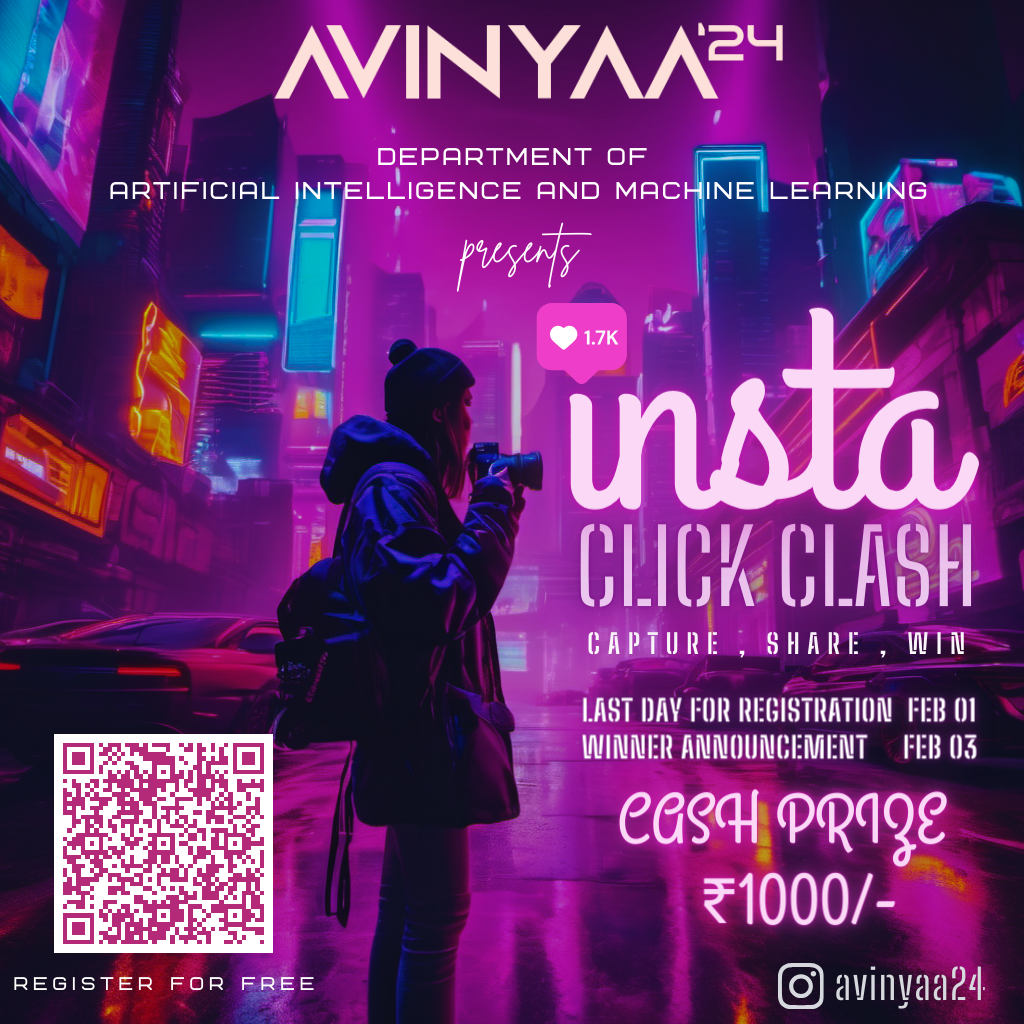 AVINYAA'24
DEPARTMENT OF
ARTIFICIAL INTELLIGENCE AND MACHINE LEARNING
presents
1.7K
insta
CLICK CLASH
CAPTURE , SHARE , WIN
LAST DAY FOR REGISTRATION FEB 01
WINNER ANNOUNCEMENT FEB 03
CASH PRIZE
₹1000/-
REGISTER FOR FREE
avinyaa24